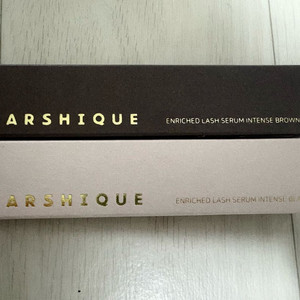 ARSHIQUE
ENRICHED LASH SERUM INTENSE BROWN
ARSHIQUE
ENRICHED LASH SERUM INTENSE